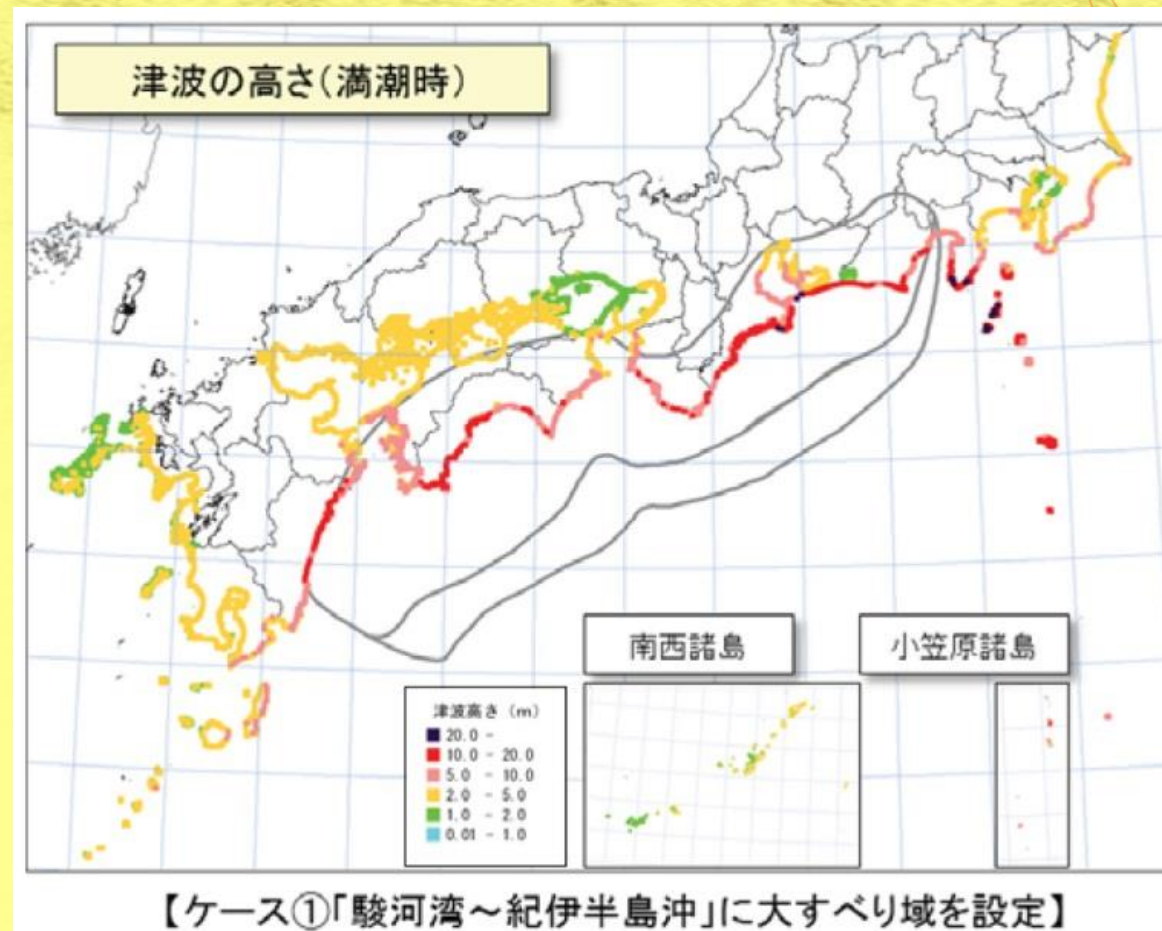 津波の高さ(満潮時)
南西諸島
小笠原諸島
津波高さ (m)
20.0 -
10.0 - 20.0
5.0 - 10.0
2.0 - 5.0
1.0 - 2.0
0.01 - 1.0
【ケース①「駿河湾～紀伊半島沖」に大すべり域を設定】